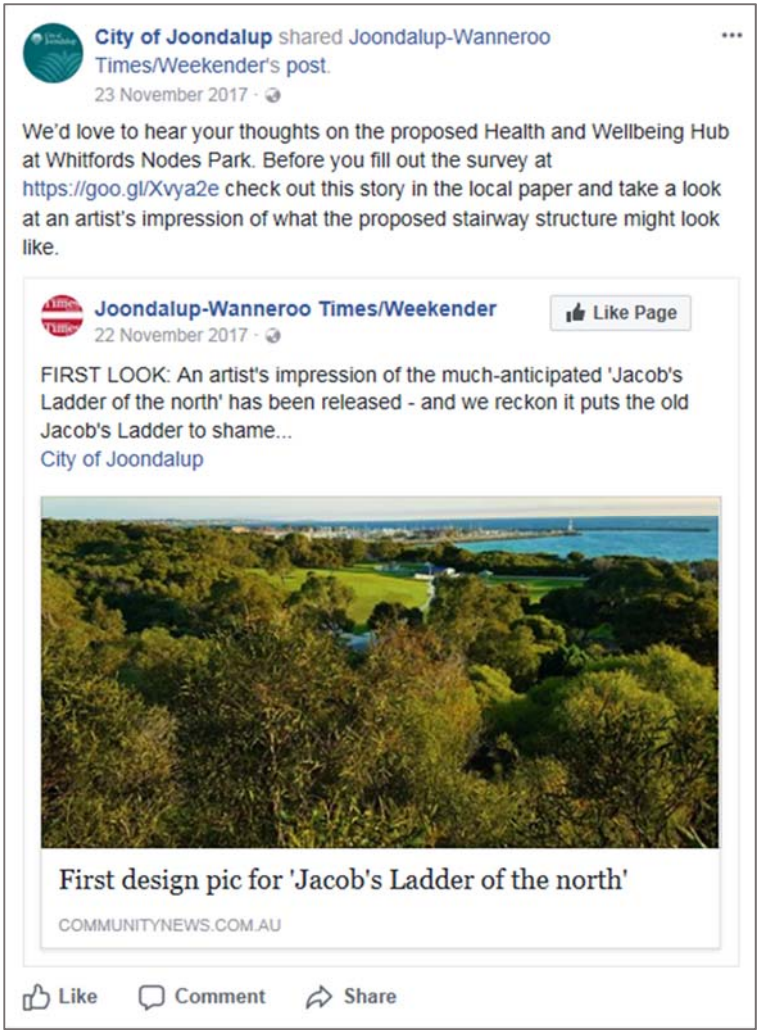 City of Joondalup shared Joondalup-Wanneroo
Times/Weekender's post.
23 November 2017 ·
We'd love to hear your thoughts on the proposed Health and Wellbeing Hub
at Whitfords Nodes Park. Before you fill out the survey at
https://goo.gl/Xvya2e check out this story in the local paper and take a look
at an artist's impression of what the proposed stairway structure might look
like.
Times
Times
Joondalup-Wanneroo Times/Weekender
Like Page
22 November 2017 ·
FIRST LOOK: An artist's impression of the much-anticipated 'Jacob's
Ladder of the north' has been released - and we reckon it puts the old
Jacob's Ladder to shame...
City of Joondalup
First design pic for 'Jacob's Ladder of the north'
COMMUNITYNEWS.COM.AU
Like Comment Share